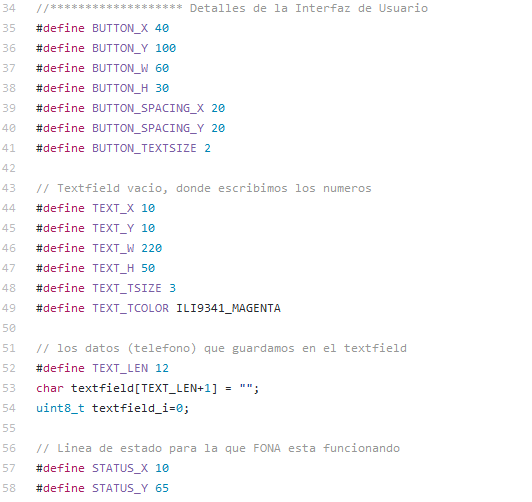 34 //******************* Detalles de la Interfaz de Usuario
35 #define BUTTON_X 40
36 #define BUTTON_Y 100
37 #define BUTTON_W 60
38 #define BUTTON_H 30
39 #define BUTTON_SPACING_X 20
40 #define BUTTON_SPACING_Y 20
41 #define BUTTON_TEXTSIZE 2
42
43 // Textfield vacio, donde escribimos los numeros
44 #define TEXT_X 10
45 #define TEXT_Y 10
46 #define TEXT_W 220
47 #define TEXT_H 50
48 #define TEXT_TSIZE 3
49 #define TEXT_TCOLOR ILI9341_MAGENTA
50
51 // los datos (telefono) que guardamos en el textfield
52 #define TEXT_LEN 12
53 char textfield[TEXT_LEN+1] = "";
54 uint8_t textfield_i=0;
55
56 // Linea de estado para la que FONA esta funcionando
57 #define STATUS_X 10
58 #define STATUS_Y 65